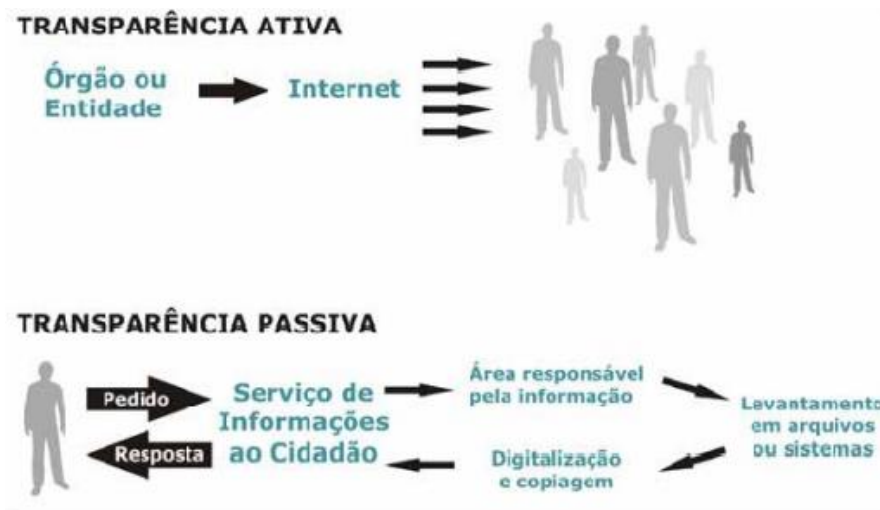 TRANSPARÊNCIA ATIVA
Órgão ou
Entidade
Internet
TRANSPARÊNCIA PASSIVA
Pedido
Resposta
Serviço de
Informações
ao Cidadão
Área responsável
pela informação
Levantamento
em arquivos
ou sistemas
Digitalização
e copiagem